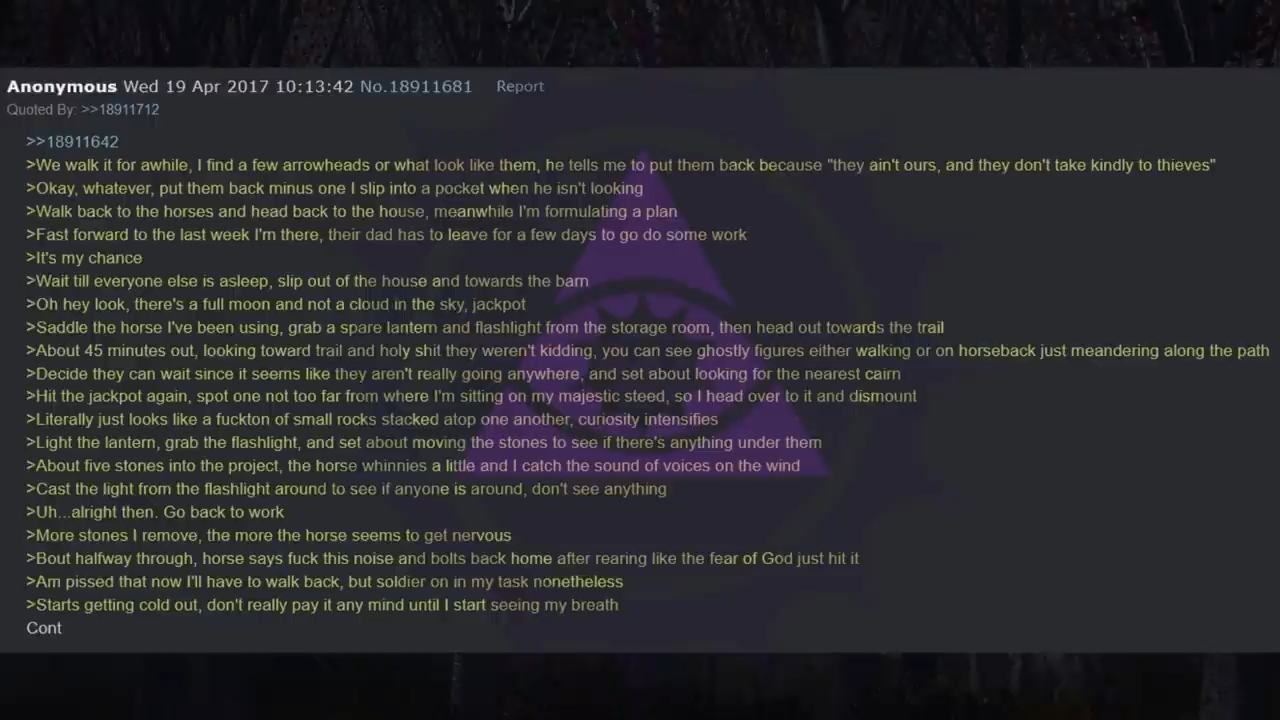 Anonymous Wed 19 Apr 2017 10:13:42 No.18911681 Report
Quoted By: >>18911712
>>18911642
>We walk it for awhile, I find a few arrowheads or what look like them, he tells me to put them back because "they ain't ours, and they don't take kindly to thieves"
>Okay, whatever, put them back minus one I slip into a pocket when he isn't looking
>Walk back to the horses and head back to the house, meanwhile I'm formulating a plan
>Fast forward to the last week I'm there, their dad has to leave for a few days to go do some work
>It's my chance
>Wait till everyone else is asleep, slip out of the house and towards the barn
>Oh hey look, there's a full moon and not a cloud in the sky, jackpot
>Saddle the horse I've been using, grab a spare lantern and flashlight from the storage room, then head out towards the trail
>About 45 minutes out, looking toward trail and holy shit they weren't kidding, you can see ghostly figures either walking or on horseback just meandering along the path
>Decide they can wait since it seems like they aren't really going anywhere, and set about looking for the nearest cairn
>Hit the jackpot again, spot one not too far from where I'm sitting on my majestic steed, so I head over to it and dismount
>Literally just looks like a fuckton of small rocks stacked atop one another, curiosity intensifies
>Light the lantern, grab the flashlight, and set about moving the stones to see if there's anything under them
>About five stones into the project, the horse whinnies a little and I catch the sound of voices on the wind
>Cast the light from the flashlight around to see if anyone is around, don't see anything
>Uh...alright then. Go back to work
>More stones I remove, the more the horse seems to get nervous
>Bout halfway through, horse says fuck this noise and bolts back home after rearing like the fear of God just hit it
>Am pissed that now I'll have to walk back, but soldier on in my task nonetheless
>Starts getting cold out, don't really pay it any mind until I start seeing my breath
Cont